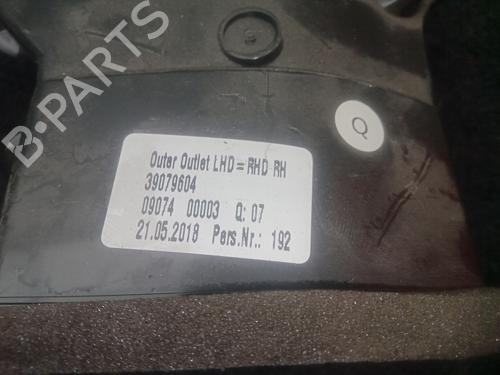 B-PARTS
Outer Outlet LHD = RHD RH
39079604
09074 00003 Q: 07
21.05.2018 Pers.Nr.: 192
Q